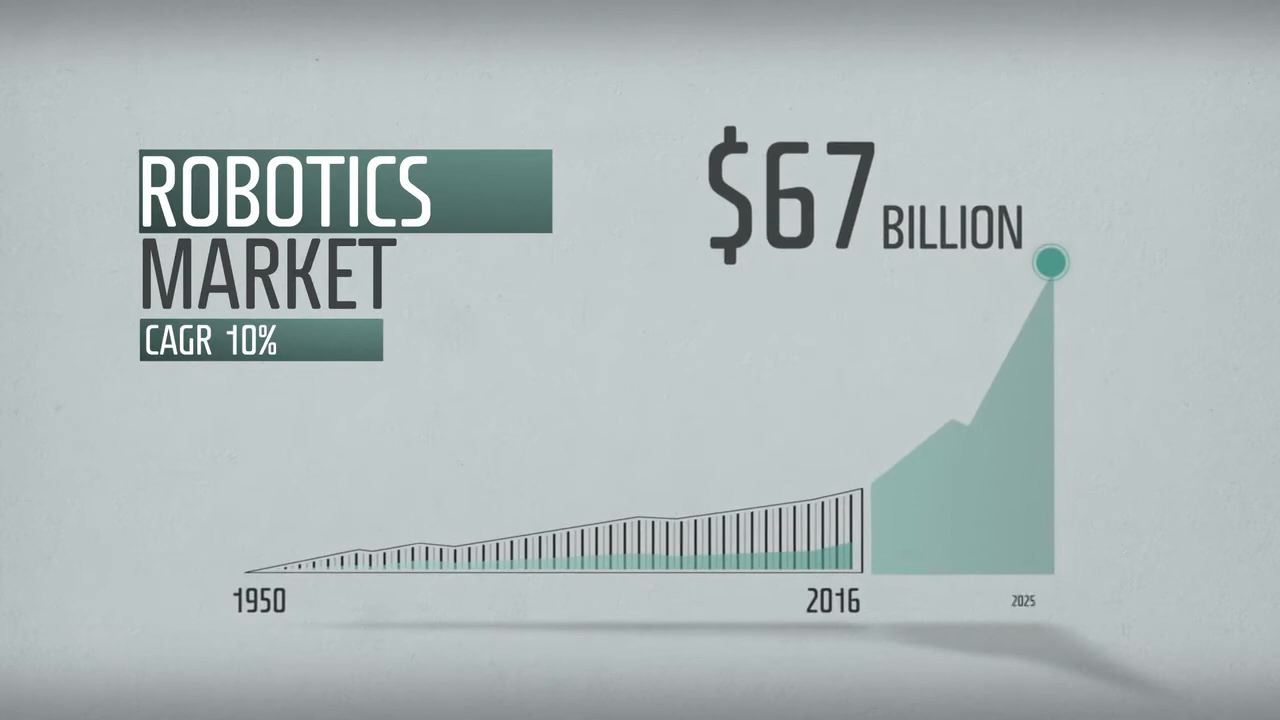 ROBOTICS
MARKET
CAGR 10%
$67 BILLION
1950
2016
2025